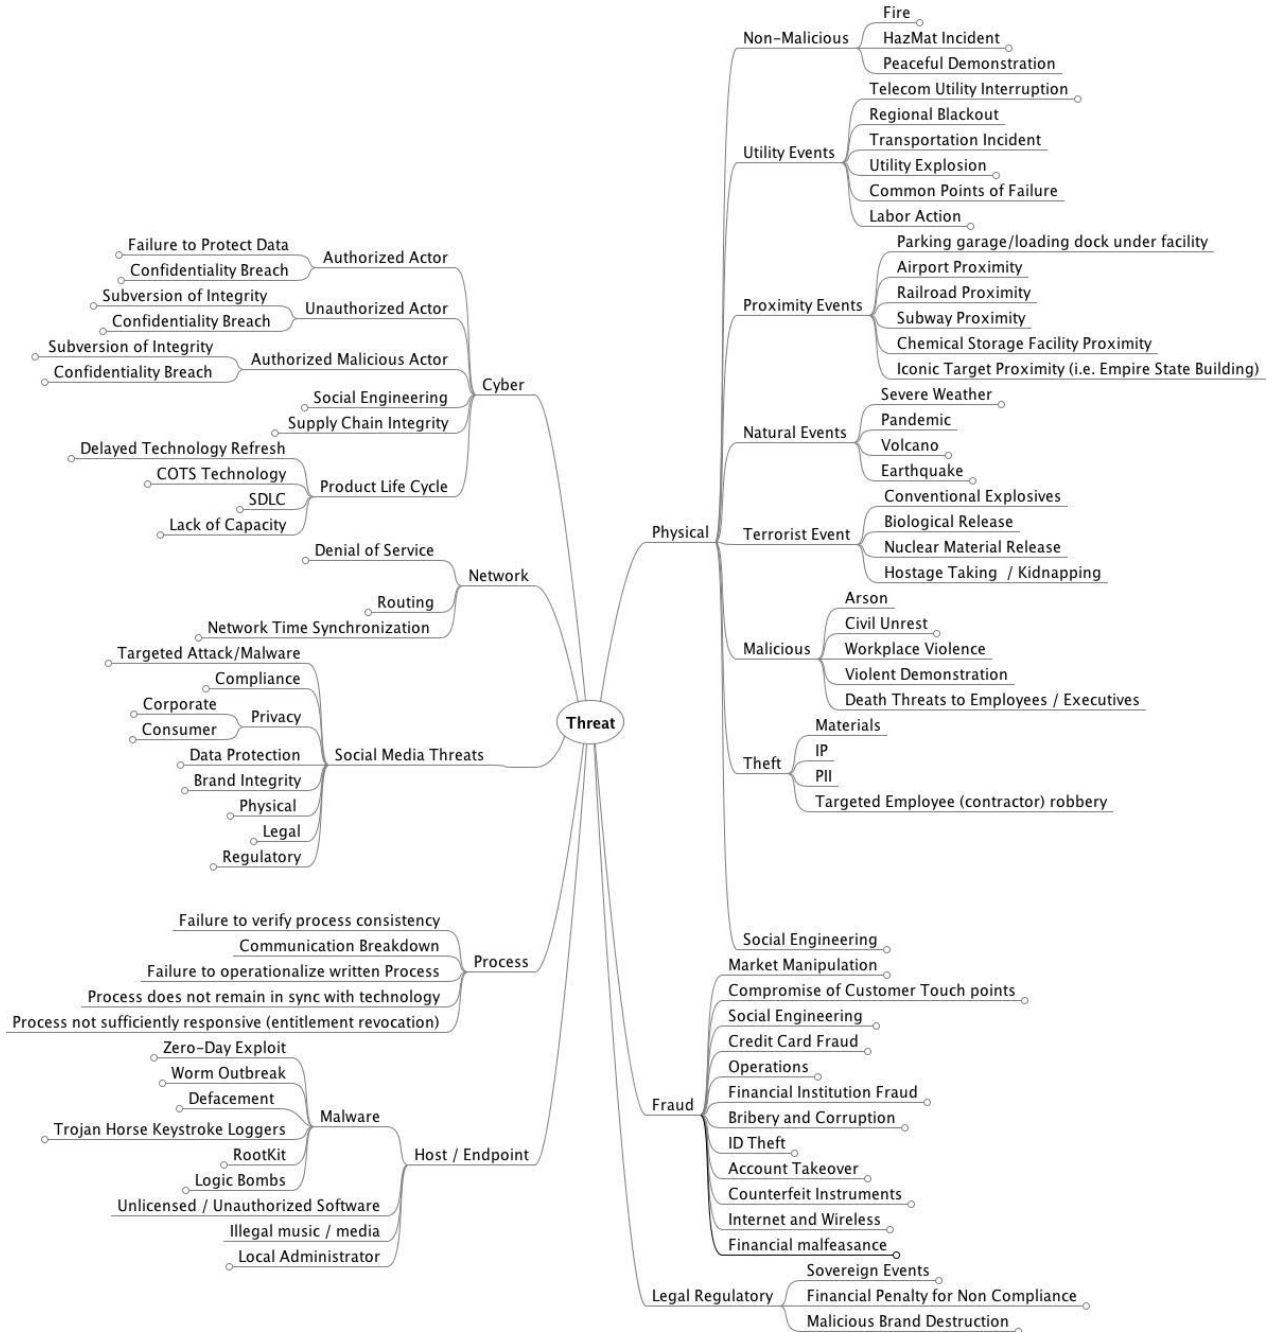 Threat
Cyber
Authorized Actor
Failure to Protect Data
Confidentiality Breach
Unauthorized Actor
Subversion of Integrity
Confidentiality Breach
Authorized Malicious Actor
Subversion of Integrity
Confidentiality Breach
Social Engineering
Supply Chain Integrity
Product Life Cycle
Delayed Technology Refresh
COTS Technology
SDLC
Lack of Capacity
Network
Denial of Service
Routing
Network Time Synchronization
Social Media Threats
Targeted Attack/Malware
Compliance
Privacy
Corporate
Consumer
Data Protection
Brand Integrity
Physical
Legal
Regulatory
Process
Failure to verify process consistency
Communication Breakdown
Failure to operationalize written Process
Process does not remain in sync with technology
Process not sufficiently responsive (entitlement revocation)
Host / Endpoint
Malware
Zero-Day Exploit
Worm Outbreak
Defacement
Trojan Horse Keystroke Loggers
RootKit
Logic Bombs
Unlicensed / Unauthorized Software
Illegal music / media
Local Administrator
Physical
Non-Malicious
Fire
HazMat Incident
Peaceful Demonstration
Utility Events
Telecom Utility Interruption
Regional Blackout
Transportation Incident
Utility Explosion
Common Points of Failure
Labor Action
Proximity Events
Parking garage/loading dock under facility
Airport Proximity
Railroad Proximity
Subway Proximity
Chemical Storage Facility Proximity
Iconic Target Proximity (i.e. Empire State Building)
Natural Events
Severe Weather
Pandemic
Volcano
Earthquake
Terrorist Event
Conventional Explosives
Biological Release
Nuclear Material Release
Hostage Taking / Kidnapping
Malicious
Arson
Civil Unrest
Workplace Violence
Violent Demonstration
Death Threats to Employees / Executives
Theft
Materials
IP
PII
Targeted Employee (contractor) robbery
Social Engineering
Fraud
Market Manipulation
Compromise of Customer Touch points
Social Engineering
Credit Card Fraud
Operations
Financial Institution Fraud
Bribery and Corruption
ID Theft
Account Takeover
Counterfeit Instruments
Internet and Wireless
Financial malfeasance
Legal Regulatory
Sovereign Events
Financial Penalty for Non Compliance
Malicious Brand Destruction